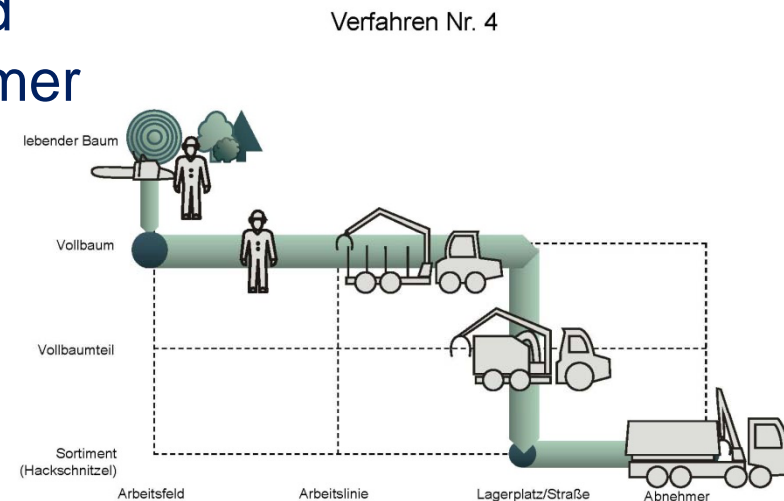 Verfahren Nr. 4
mer
lebender Baum
Vollbaum
Vollbaumteil
Sortiment
(Hackschnitzel)
Arbeitsfeld
Arbeitslinie
Lagerplatz/Straße
Abnehmer